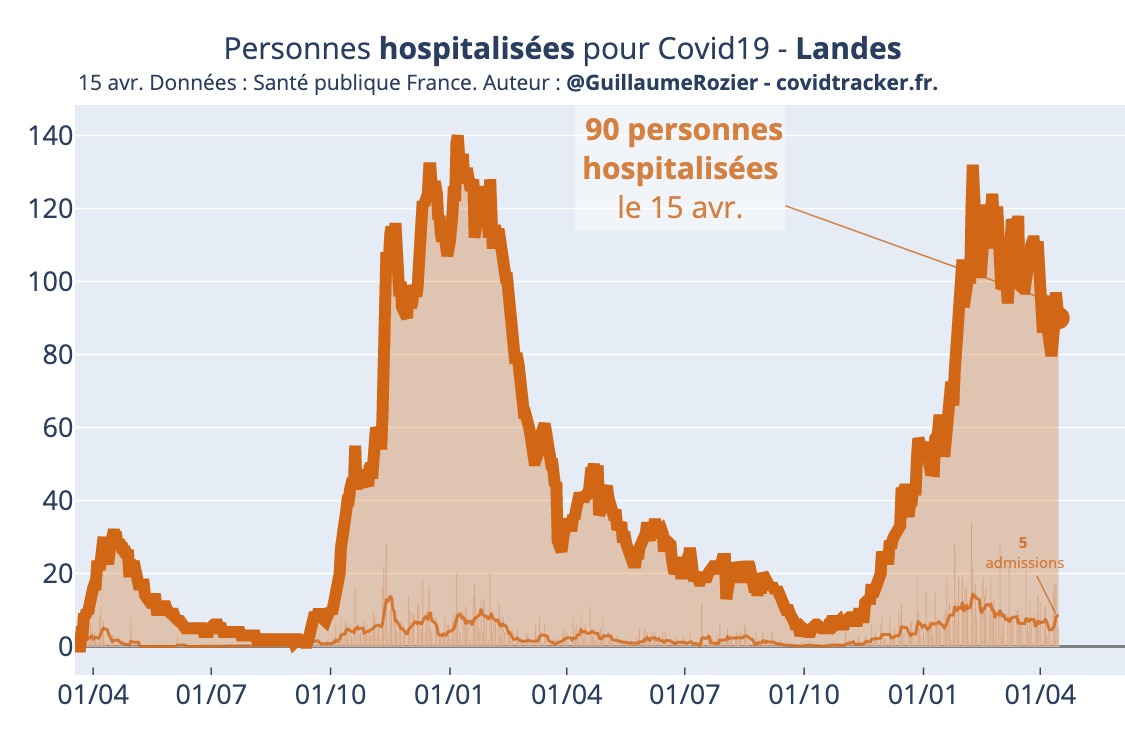 Personnes hospitalisées pour Covid19 - Landes
15 avr. Données : Santé publique France. Auteur : @GuillaumeRozier - covidtracker.fr.
90 personnes
hospitalisées
le 15 avr.
140
120
100
80
60
40
20
0
5
admissions
01/04 01/07 01/10 01/01 01/04 01/07 01/10 01/01 01/04